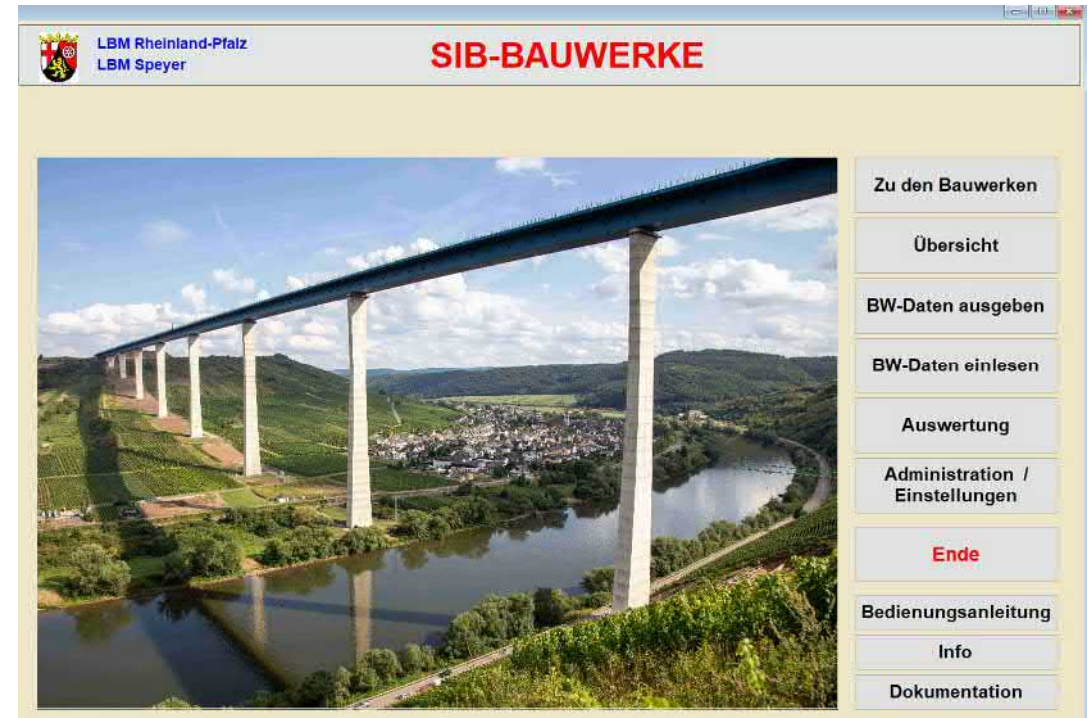 LBM Rheinland-Pfalz
LBM Speyer
SIB-BAUWERKE
Zu den Bauwerken
Übersicht
BW-Daten ausgeben
BW-Daten einlesen
Auswertung
Administration /
Einstellungen
Ende
Bedienungsanleitung
Info
Dokumentation